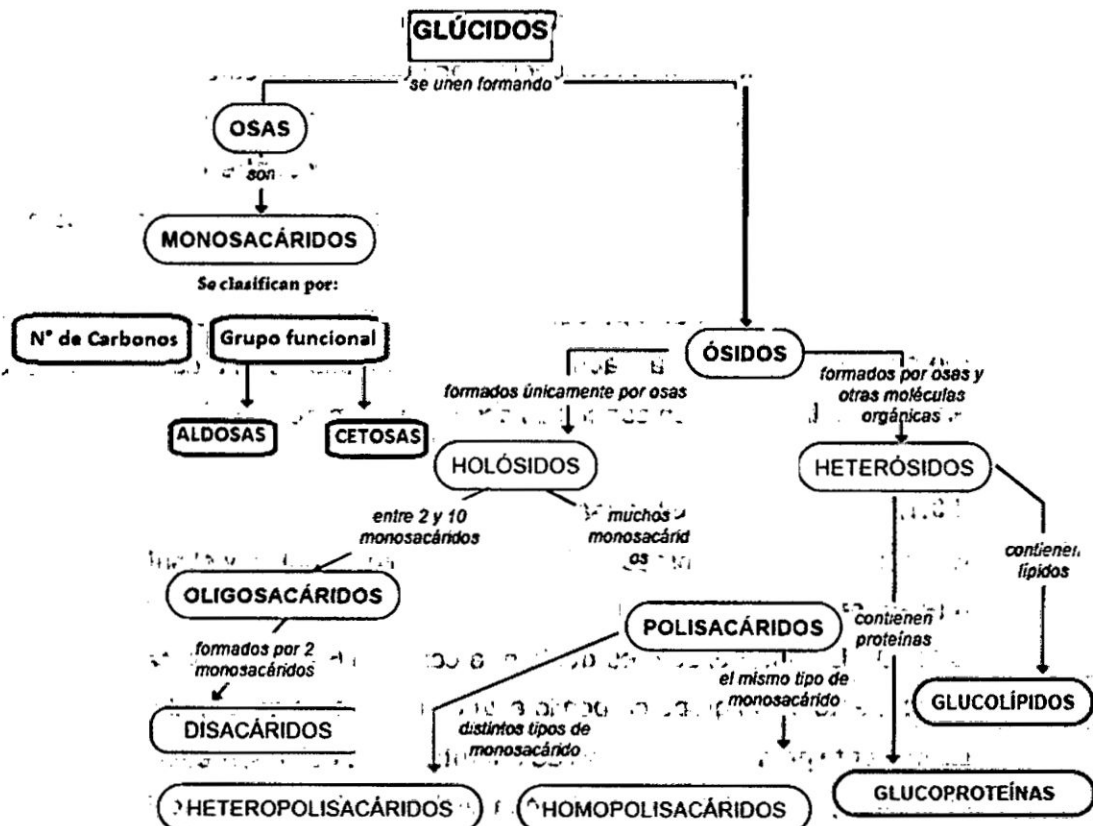 GLÚCIDOS
se unen formando
OSAS
son
MONOSACÁRIDOS
Se clasifican por:
N° de Carbonos
Grupo funcional
ALDOSAS
CETOSAS
ÓSIDOS
formados únicamente por osas
formados por osas y
otras moléculas
orgánicas
HOLÓSIDOS
HETERÓSIDOS
entre 2 y 10
monosacáridos
muchos
monosacárid
os
contienen
lípidos
OLIGOSACÁRIDOS
POLISACÁRIDOS
contienen
proteínas
formados por 2
monosacáridos
el mismo tipo de
monosacárido
GLUCOLÍPIDOS
DISACÁRIDOS
distintos tipos de
monosacárido
HETEROPOLISACÁRIDOS
HOMOPOLISACÁRIDOS
GLUCOPROTEÍNAS